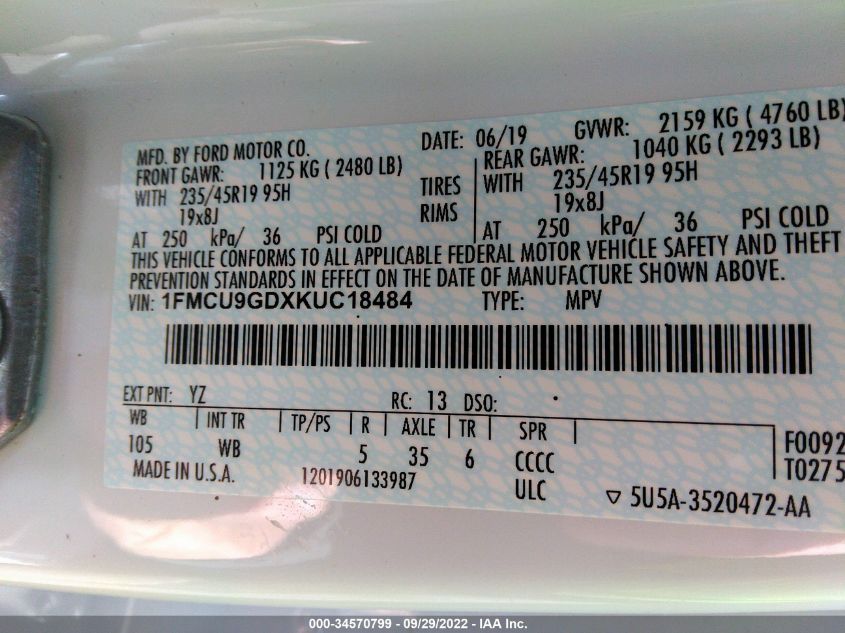 MFD. BY FORD MOTOR CO. DATE: 06/19 GVWR: 2159 KG ( 4760 LB)
FRONT GAWR: 1125 KG ( 2480 LB) REAR GAWR: 1040 KG ( 2293 LB)
WITH 235/45R19 95H TIRES WITH 235/45R19 95H
19x8J RIMS 19x8J
AT 250 kPa/ 36 PSI COLD AT 250 kPa/ 36 PSI COLD
THIS VEHICLE CONFORMS TO ALL APPLICABLE FEDERAL MOTOR VEHICLE SAFETY AND THEFT
PREVENTION STANDARDS IN EFFECT ON THE DATE OF MANUFACTURE SHOWN ABOVE.
VIN: 1FMCU9GDXKUC18484 TYPE: MPV
EXT PNT: YZ RC: 13 DSO:
WB INT TR TP/PS R AXLE TR SPR
105 WB 5 35 6 CCCC
F0092
MADE IN U.S.A. 1201906133987 ULC
T0275
5U5A-3520472-AA
000-34570799 - 09/29/2022 - IAA Inc.